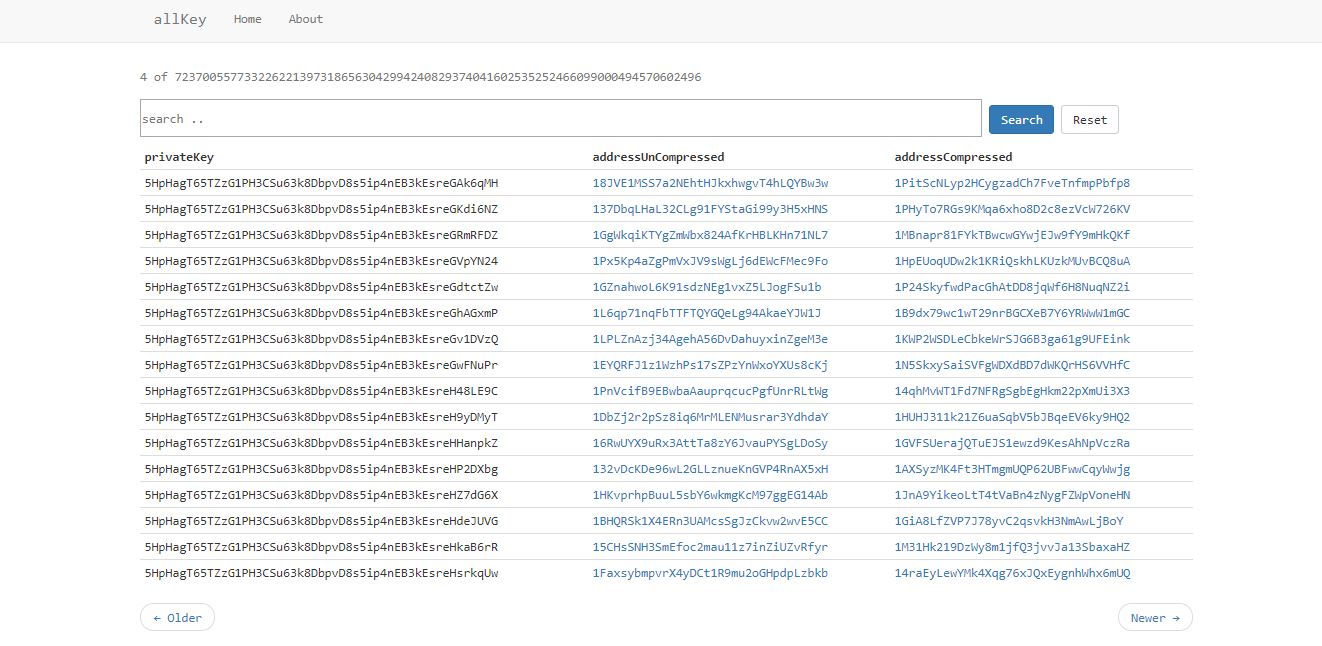 allKey Home About
4 of 7237005577332262213973186563042994240829374041602535252466099000494570602496
search ..
Search Reset
privateKey addressUnCompressed addressCompressed
5HpHagT65TZzG1PH3CSu63k8DbpvD8s5ip4nEB3kEsreGAk6qMH 18JVE1MSS7a2NEhtHJkxhwgvT4hLQYBw3w 1PitScNLyp2HCygzadCh7FveTnfmpPbfp8
5HpHagT65TZzG1PH3CSu63k8DbpvD8s5ip4nEB3kEsreGKdi6NZ 137DbqLHaL32CLg91FYStaGi99y3H5xHNS 1PHyTo7RGs9KMqa6xho8D2c8ezVcW726KV
5HpHagT65TZzG1PH3CSu63k8DbpvD8s5ip4nEB3kEsreGRmRFDZ 1GgWkqiKTYgZmWbx824AfKrHBLKHn71NL7 1MBnapr81FYkTBwcwGYwjEJw9fY9mHkQKf
5HpHagT65TZzG1PH3CSu63k8DbpvD8s5ip4nEB3kEsreGVpYN24 1Px5Kp4aZgPmVxJV9sWgLj6dEWcFMec9Fo 1HpEUoqUDw2k1KRiQskhLKUzkMUvBCQ8uA
5HpHagT65TZzG1PH3CSu63k8DbpvD8s5ip4nEB3kEsreGdtctZw 1GZnahwoL6K91sdzNEg1vxZ5LJogFSu1b 1P24SkyfwdPacGhAtDD8jqWf6H8NuqNZ2i
5HpHagT65TZzG1PH3CSu63k8DbpvD8s5ip4nEB3kEsreGhAGxmP 1L6qp71nqFbTTFTQYGQeLg94AkaeYJW1J 1B9dx79wc1wT29nrBGCXeB7Y6YRWwW1mGC
5HpHagT65TZzG1PH3CSu63k8DbpvD8s5ip4nEB3kEsreGv1DVzQ 1LPLZnAzj34AgehA56DvDahuyxinZgeM3e 1KWP2WSDLeCbkeWrSJG6B3ga61g9UFEink
5HpHagT65TZzG1PH3CSu63k8DbpvD8s5ip4nEB3kEsreGwFNuPr 1EYQRFJ1z1WzhPs17sZPzYnWxoYXUs8cKj 1N5SkxySaiSVFgWDXdBD7dWKQrHS6VVHfC
5HpHagT65TZzG1PH3CSu63k8DbpvD8s5ip4nEB3kEsreH48LE9C 1PnVcifB9EBwbaAauprqcucPgfUnrRLtWg 14qhMvWT1Fd7NFRgSgbEgHkm22pXmUi3X3
5HpHagT65TZzG1PH3CSu63k8DbpvD8s5ip4nEB3kEsreH9yDMyT 1DbZj2r2pSz8iq6MrMLENMusrar3YdhdaY 1HUHJ311k21Z6uaSqbV5bJBqeEV6ky9HQ2
5HpHagT65TZzG1PH3CSu63k8DbpvD8s5ip4nEB3kEsreHHanpkZ 16RwUYX9uRx3AttTa8zY6JvauPYSgLDoSy 1GVFSUerajQTuEJS1ewzd9KesAhNpVczRa
5HpHagT65TZzG1PH3CSu63k8DbpvD8s5ip4nEB3kEsreHP2DXbg 132vDcKDe96wL2GLLznueKnGVP4RnAX5xH 1AXSyzMK4Ft3HTmgmUQP62UBFwwCqyWwjg
5HpHagT65TZzG1PH3CSu63k8DbpvD8s5ip4nEB3kEsreHZ7dG6X 1HKvprhpBuuL5sbY6wkmgKcM97ggEG14Ab 1JnA9YikeoLtT4tVaBn4zNygFZWpVoneHN
5HpHagT65TZzG1PH3CSu63k8DbpvD8s5ip4nEB3kEsreHdeJUVG 1BHQRSk1X4ERn3UAMcsSgJzCkvw2wvE5CC 1GiA8LfZVP7J78yvC2qsvkH3NmAwLjBoY
5HpHagT65TZzG1PH3CSu63k8DbpvD8s5ip4nEB3kEsreHkaB6rR 15CHsSNH3SmEfoc2mau11z7inZiUZvRfyr 1M31Hk219DzWy8m1jfQ3jvvJa13SbaxaHZ
5HpHagT65TZzG1PH3CSu63k8DbpvD8s5ip4nEB3kEsreHsrkqUw 1FaxsybmpvrX4yDCt1R9mu2oGHpdpLzbkb 14raEyLewYMk4Xqg76xJQxEygnhWhx6mUQ
← Older Newer →